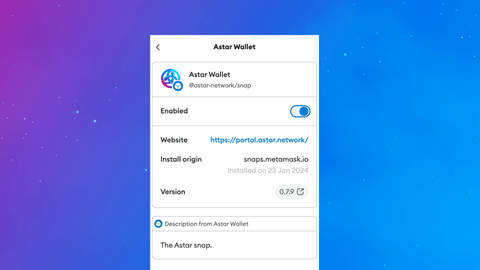 Astar Wallet
Astar Wallet
@astar-network/snap
Enabled
Website https://portal.astar.network/
Install origin snaps.metamask.io
Installed on 23 Jan 2024
Version 0.7.9
Description from Astar Wallet
The Astar snap.